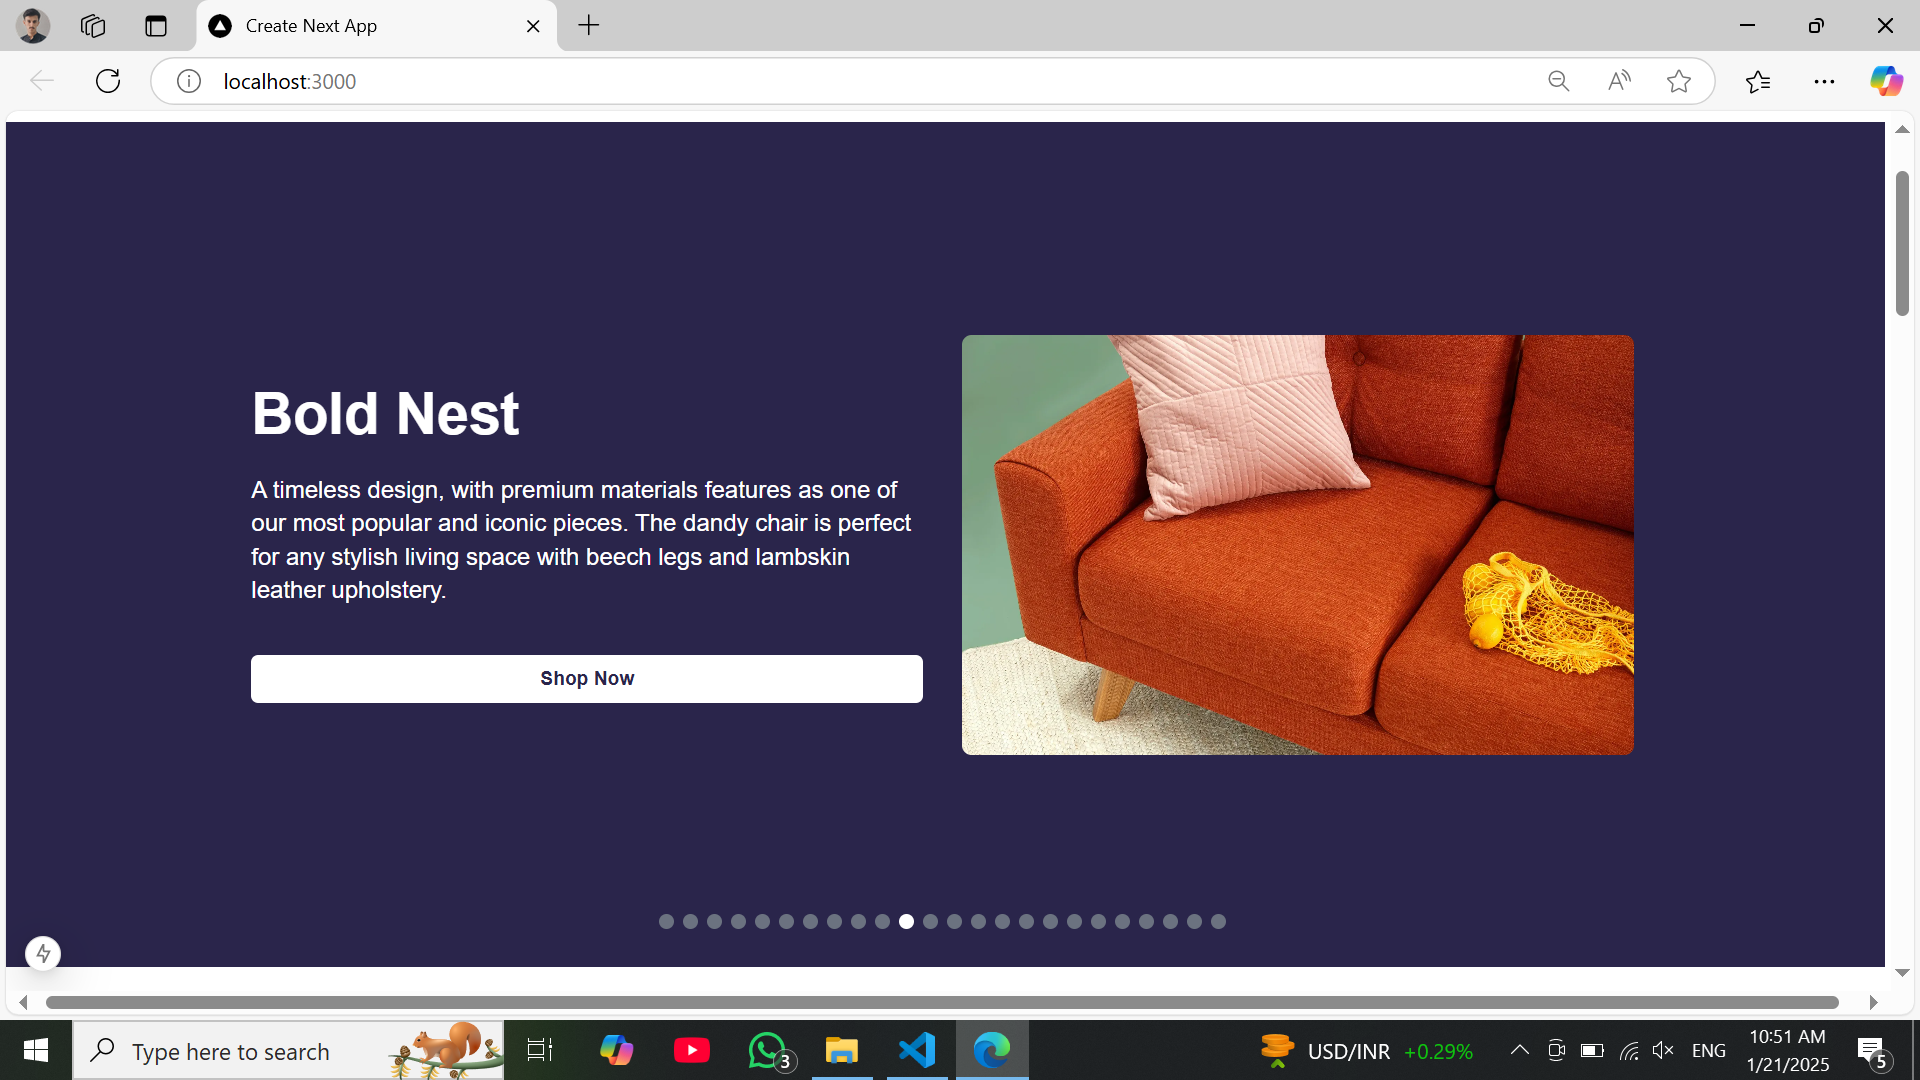 Create Next App
localhost:3000
Bold Nest
A timeless design, with premium materials features as one of
our most popular and iconic pieces. The dandy chair is perfect
for any stylish living space with beech legs and lambskin
leather upholstery.
Shop Now
Type here to search
3
USD/INR +0.29%
ENG
10:51 AM
1/21/2025
5